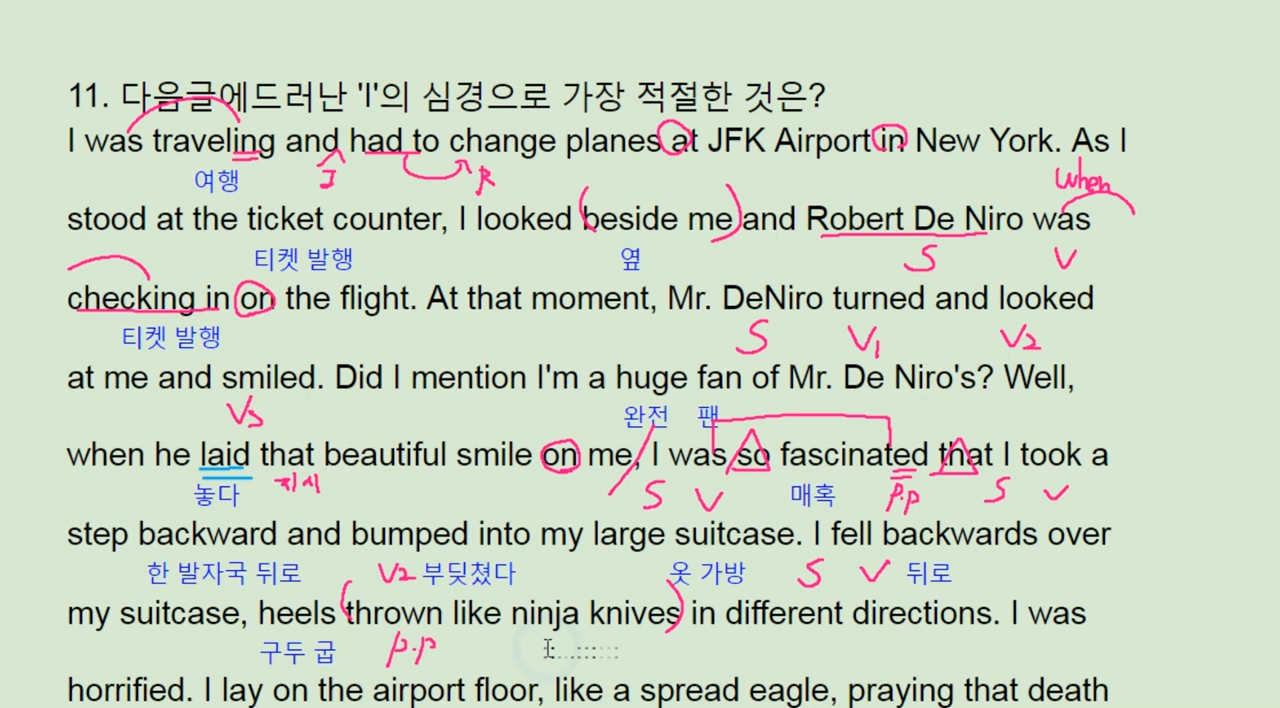 11. 다음글에드러난 'I'의 심경으로 가장 적절한 것은?
I was traveling and had to change planes at JFK Airport in New York. As I
여행 I R when
stood at the ticket counter, I looked beside me and Robert De Niro was
티켓 발행 옆 S V
checking in on the flight. At that moment, Mr. DeNiro turned and looked
티켓 발행 S V1 V2
at me and smiled. Did I mention I'm a huge fan of Mr. De Niro's? Well,
V3 완전 팬
when he laid that beautiful smile on me, I was so fascinated that I took a
놓다 지시 S V 매혹 p.p S V
step backward and bumped into my large suitcase. I fell backwards over
한 발자국 뒤로 V2 부딪쳤다 옷 가방 S V 뒤로
my suitcase, heels thrown like ninja knives in different directions. I was
구두 굽 p.p
horrified. I lay on the airport floor, like a spread eagle, praying that death